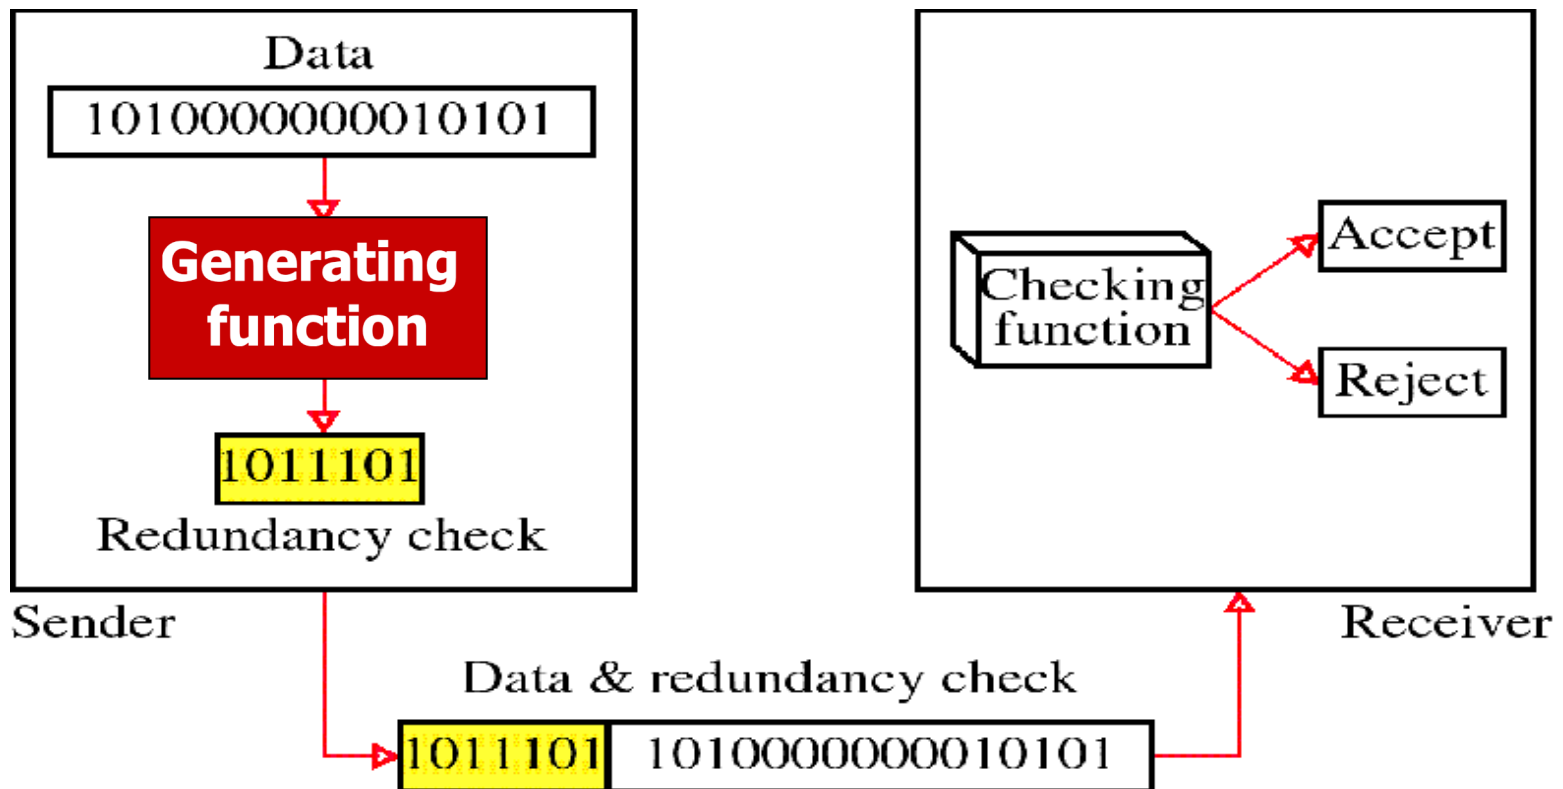 Data
1010000000010101
Generating
function
1011101
Redundancy check
Sender
Checking
function
Accept
Reject
Receiver
Data & redundancy check
1011101 1010000000010101